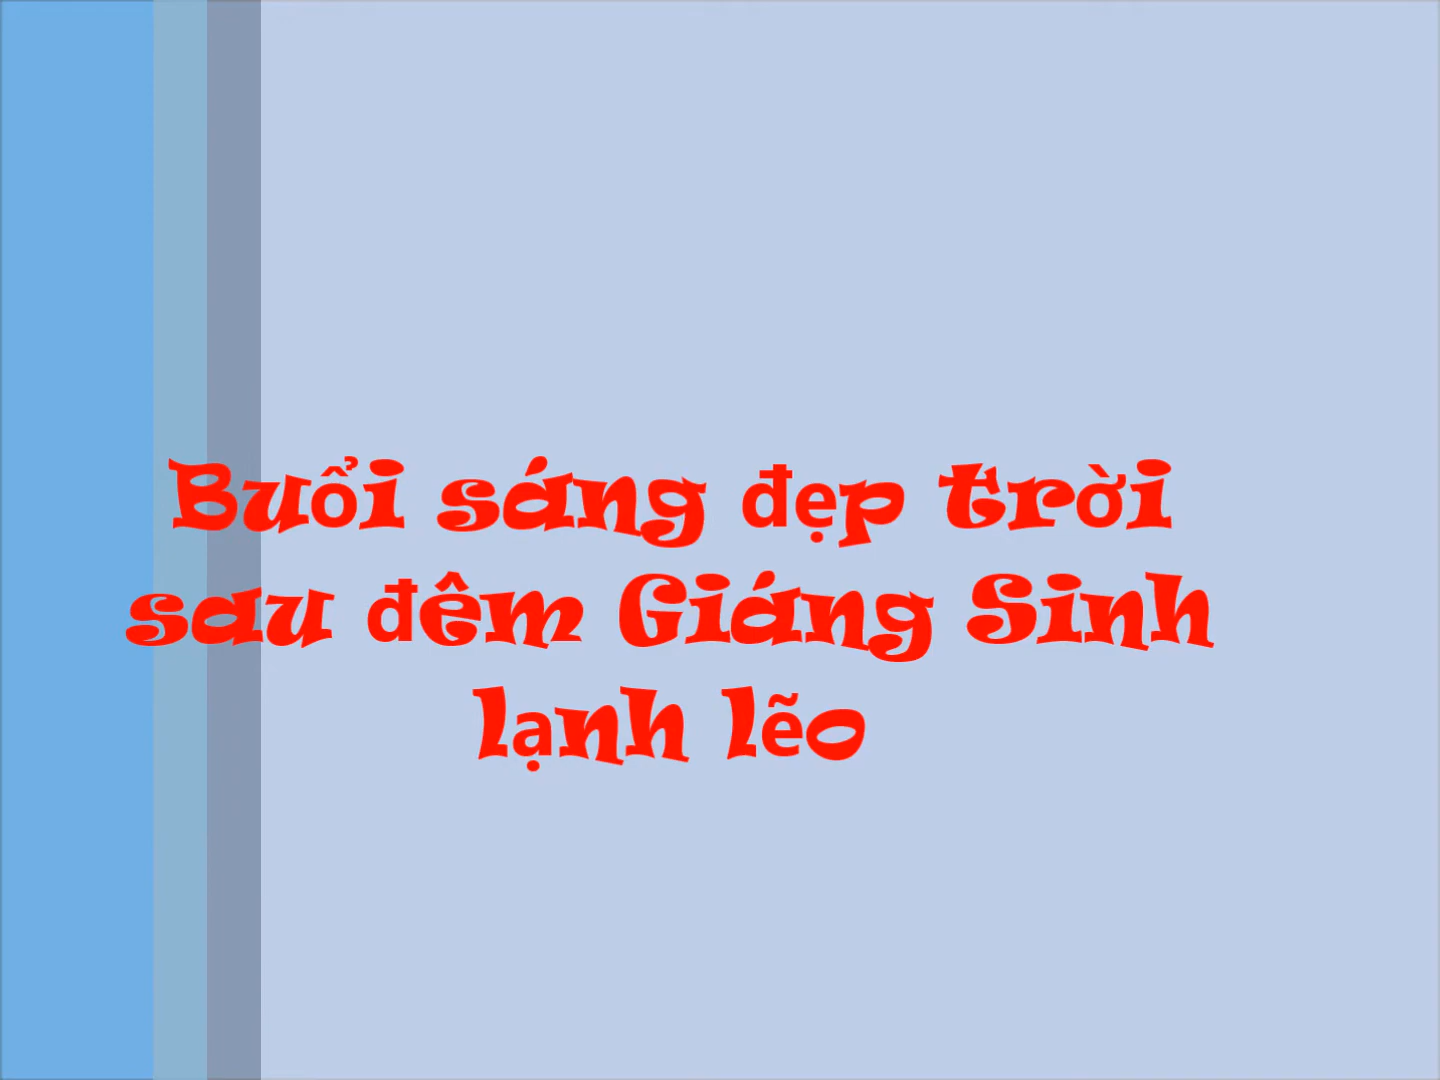 Buổi sáng đẹp trời
sau đêm Giáng Sinh
lạnh lẽo